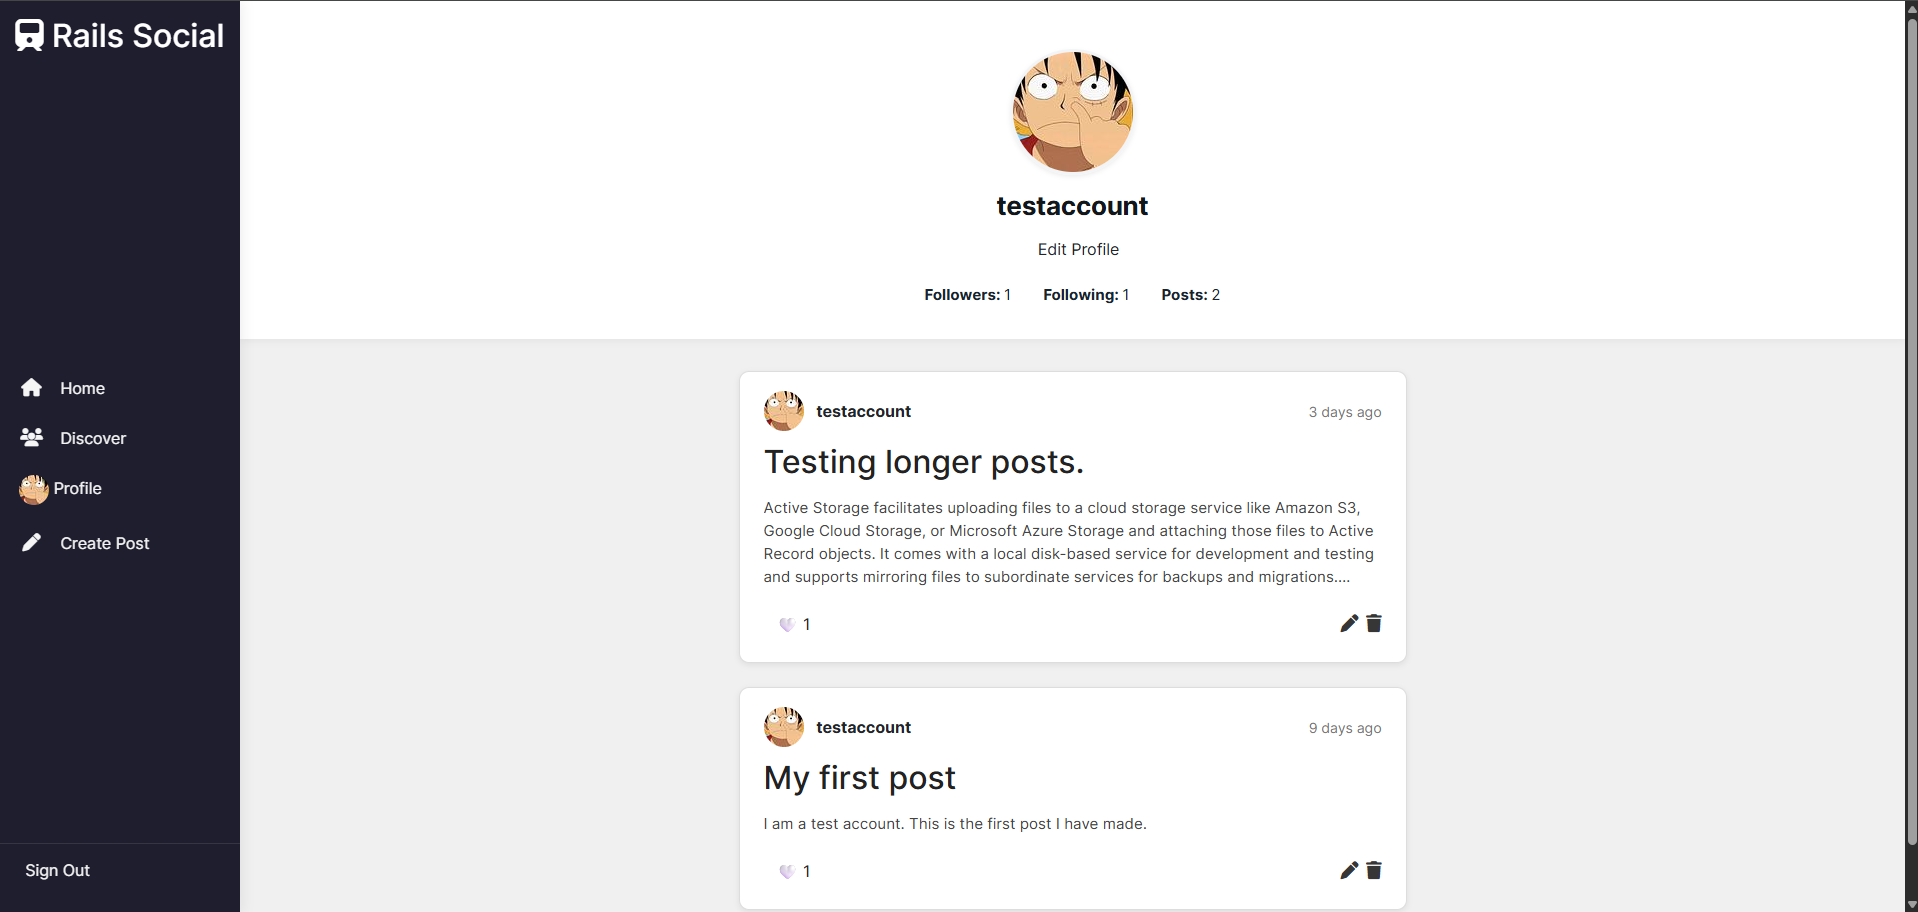 Rails Social
Home
Discover
Profile
Create Post
Sign Out
testaccount
Edit Profile
Followers: 1 Following: 1 Posts: 2
testaccount 3 days ago
Testing longer posts.
Active Storage facilitates uploading files to a cloud storage service like Amazon S3,
Google Cloud Storage, or Microsoft Azure Storage and attaching those files to Active
Record objects. It comes with a local disk-based service for development and testing
and supports mirroring files to subordinate services for backups and migrations....
1
testaccount 9 days ago
My first post
I am a test account. This is the first post I have made.
1